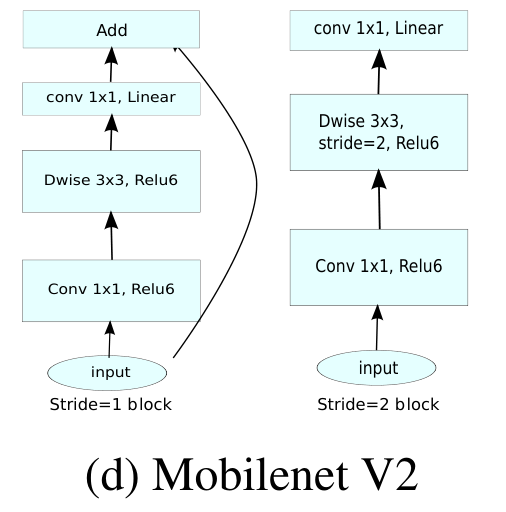 Add
conv 1x1, Linear
Dwise 3x3, Relu6
Conv 1x1, Relu6
input
Stride=1 block
conv 1x1, Linear
Dwise 3x3,
stride=2, Relu6
Conv 1x1, Relu6
input
Stride=2 block
(d) Mobilenet V2